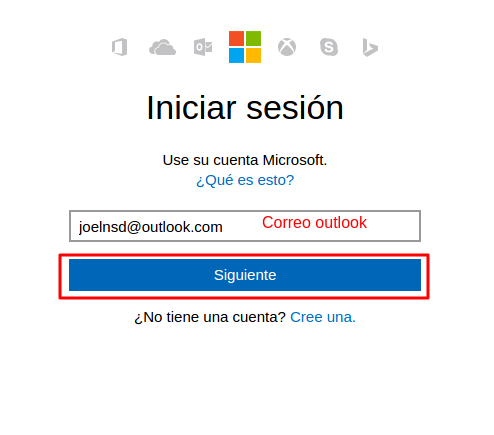 Iniciar sesión
Use su cuenta Microsoft.
¿Qué es esto?
joelnsd@outlook.com Correo outlook
Siguiente
¿No tiene una cuenta? Cree una.